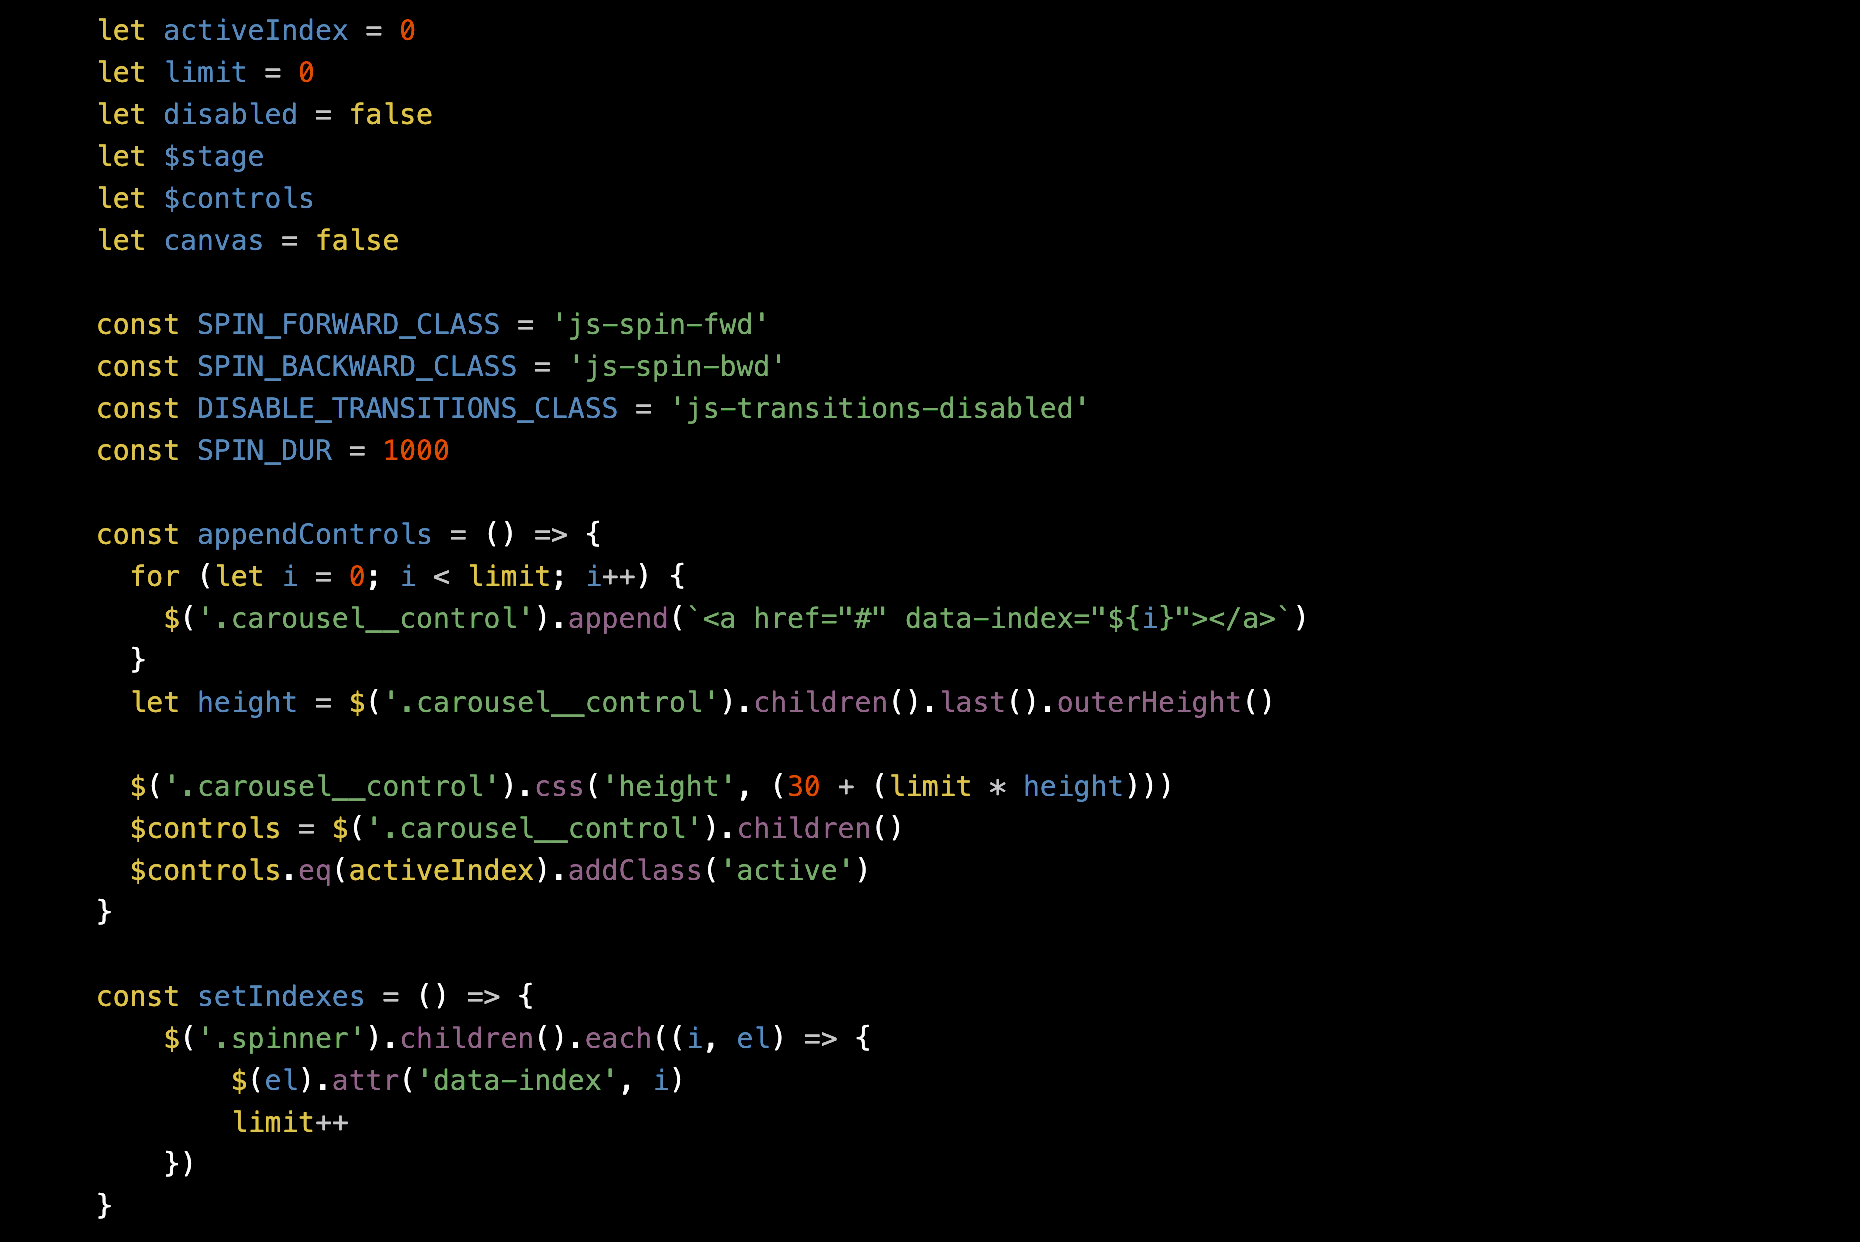 let activeIndex = 0
let limit = 0
let disabled = false
let $stage
let $controls
let canvas = false

const SPIN_FORWARD_CLASS = 'js-spin-fwd'
const SPIN_BACKWARD_CLASS = 'js-spin-bwd'
const DISABLE_TRANSITIONS_CLASS = 'js-transitions-disabled'
const SPIN_DUR = 1000

const appendControls = () => {
  for (let i = 0; i < limit; i++) {
    $('.carousel__control').append(`<a href="#" data-index="${i}"></a>`)
  }
  let height = $('.carousel__control').children().last().outerHeight()

  $('.carousel__control').css('height', (30 + (limit * height)))
  $controls = $('.carousel__control').children()
  $controls.eq(activeIndex).addClass('active')
}

const setIndexes = () => {
    $('.spinner').children().each((i, el) => {
        $(el).attr('data-index', i)
        limit++
    })
}